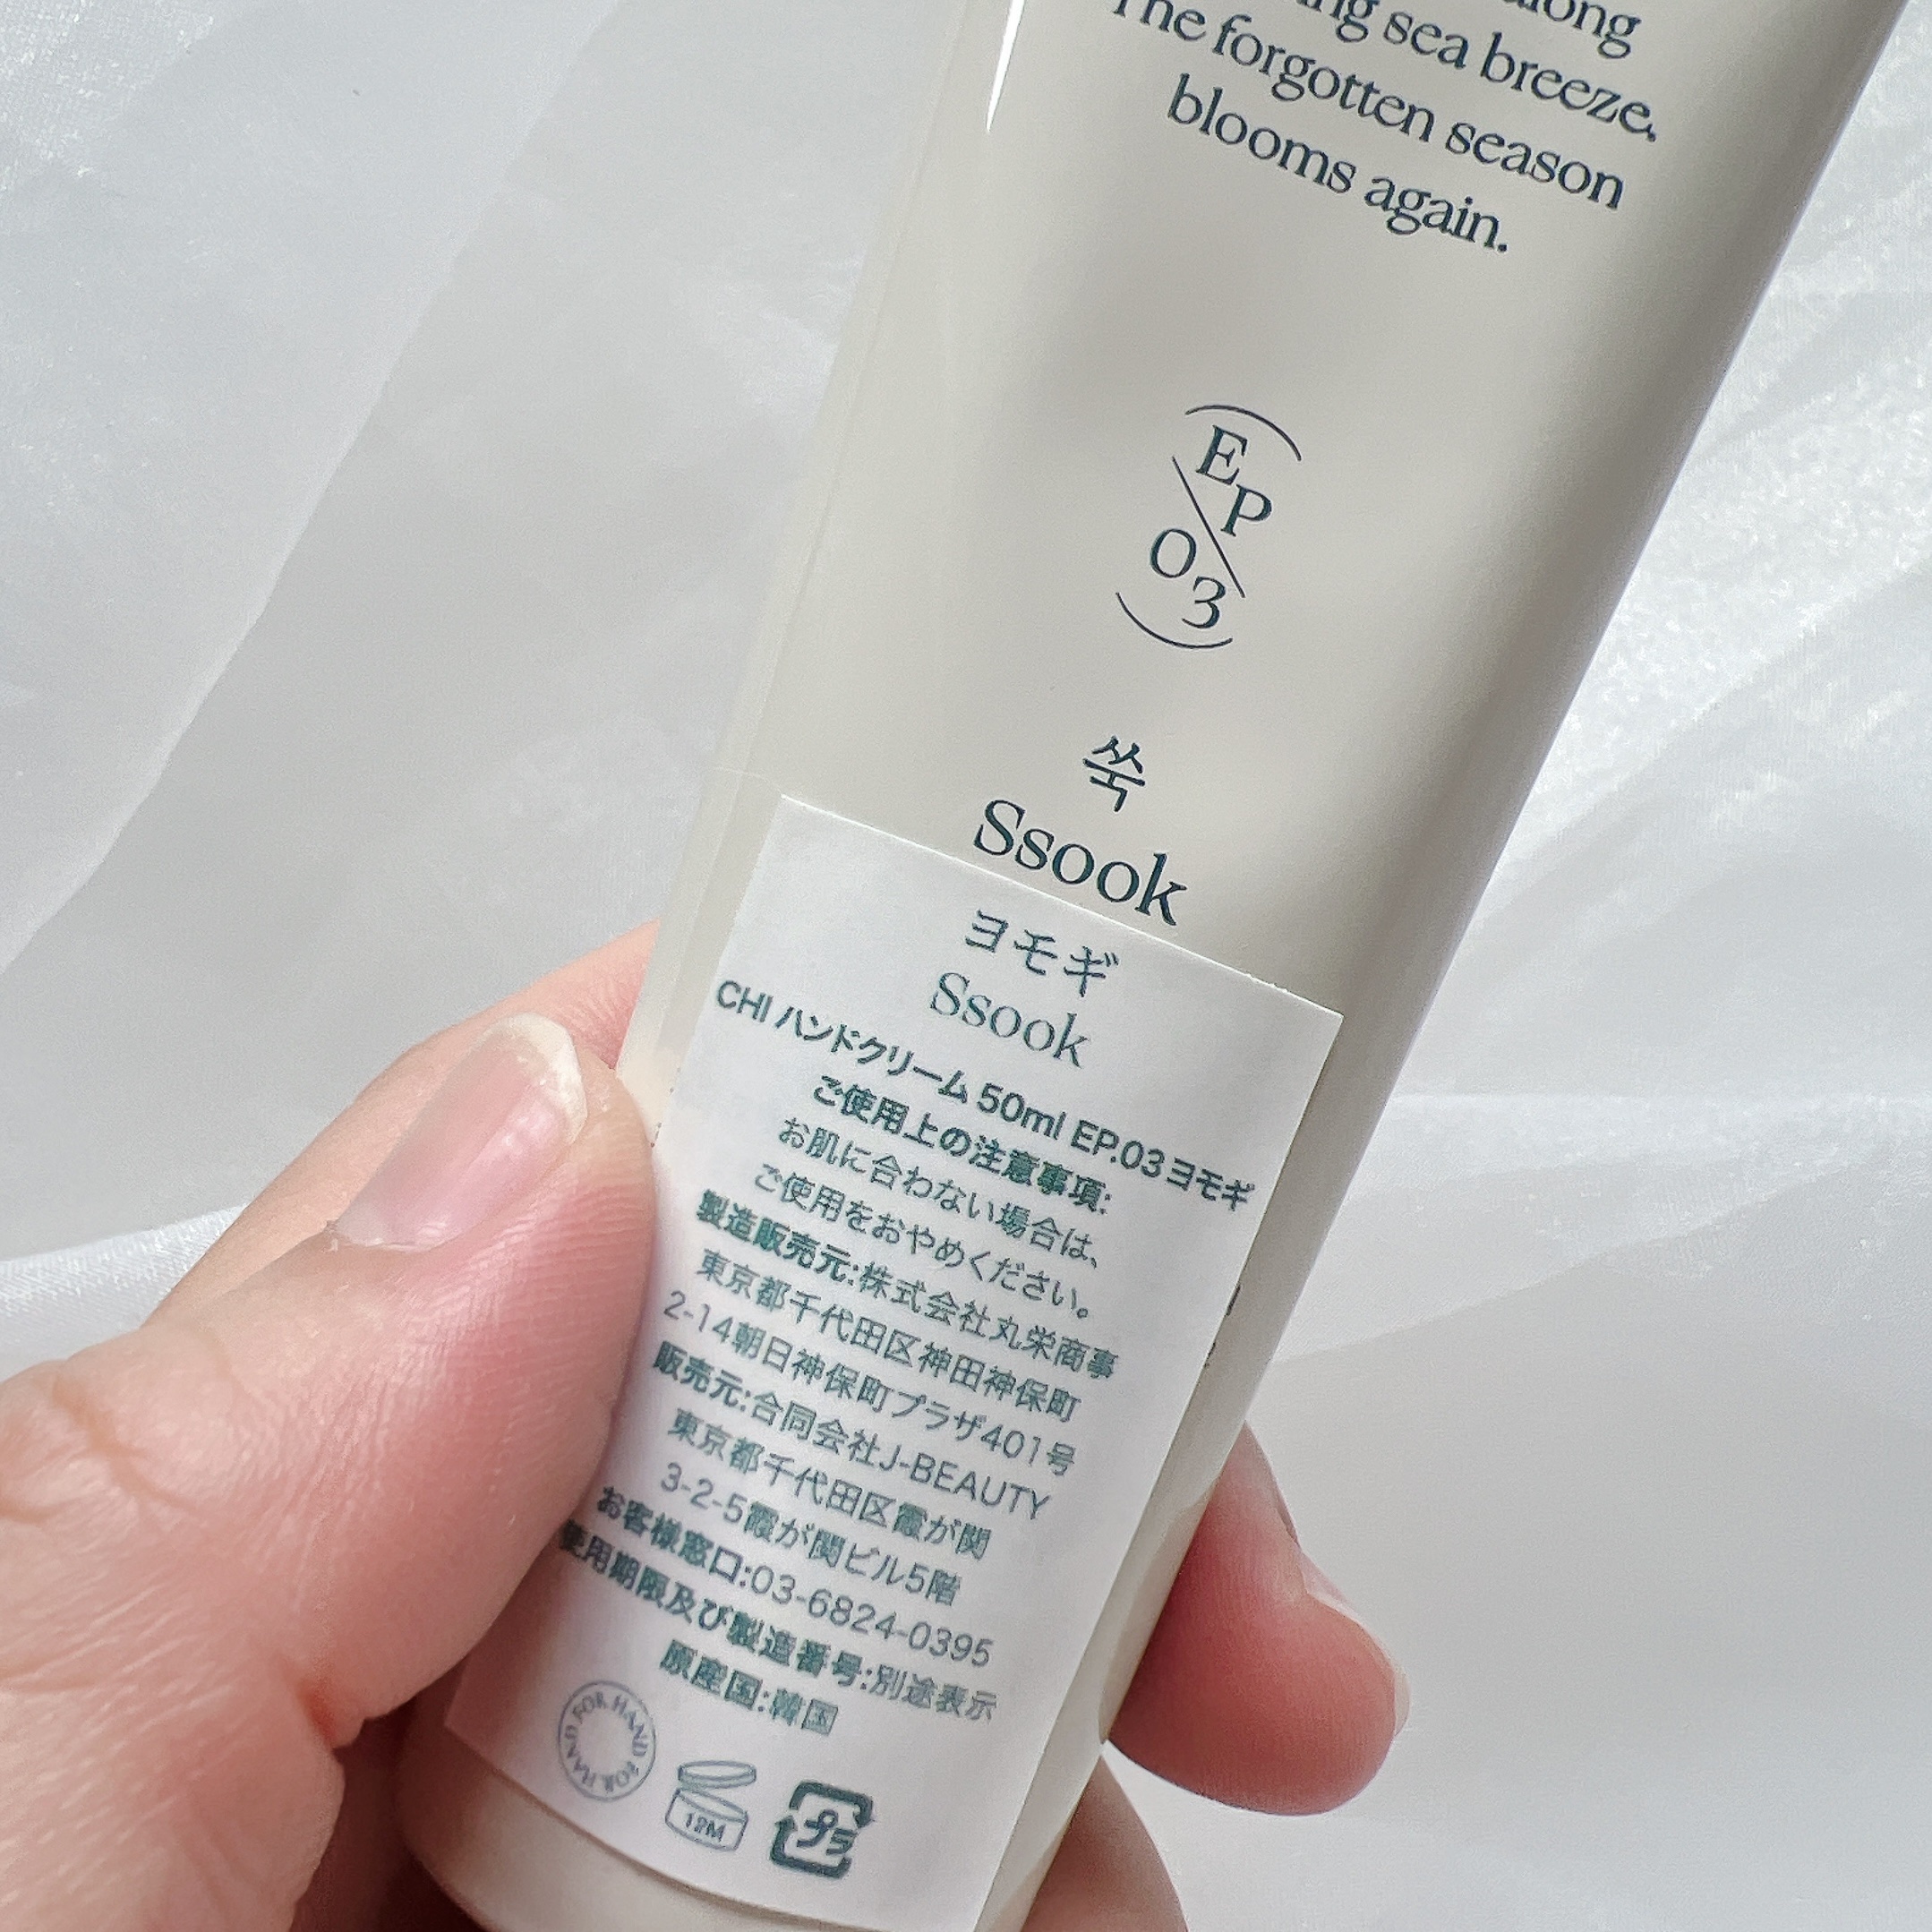 along
sea breeze.
The forgotten season
blooms again.
E
P
03
쑥
Ssook
ヨモギ
Ssook
CHI ハンドクリーム 50ml EP.03 ヨモギ
ご使用上の注意事項:
お肌に合わない場合は、
ご使用をおやめください。
製造販売元:株式会社丸栄商事
東京都千代田区神田神保町
2-14朝日神保町プラザ401号
販売元:合同会社J-BEAUTY
東京都千代田区霞が関
3-2-5霞が関ビル5階
お客様窓口:03-6824-0395
使用期限及び製造番号:別途表示
原産国:韓国
FOR HAND FOR HAND
12M
プラ